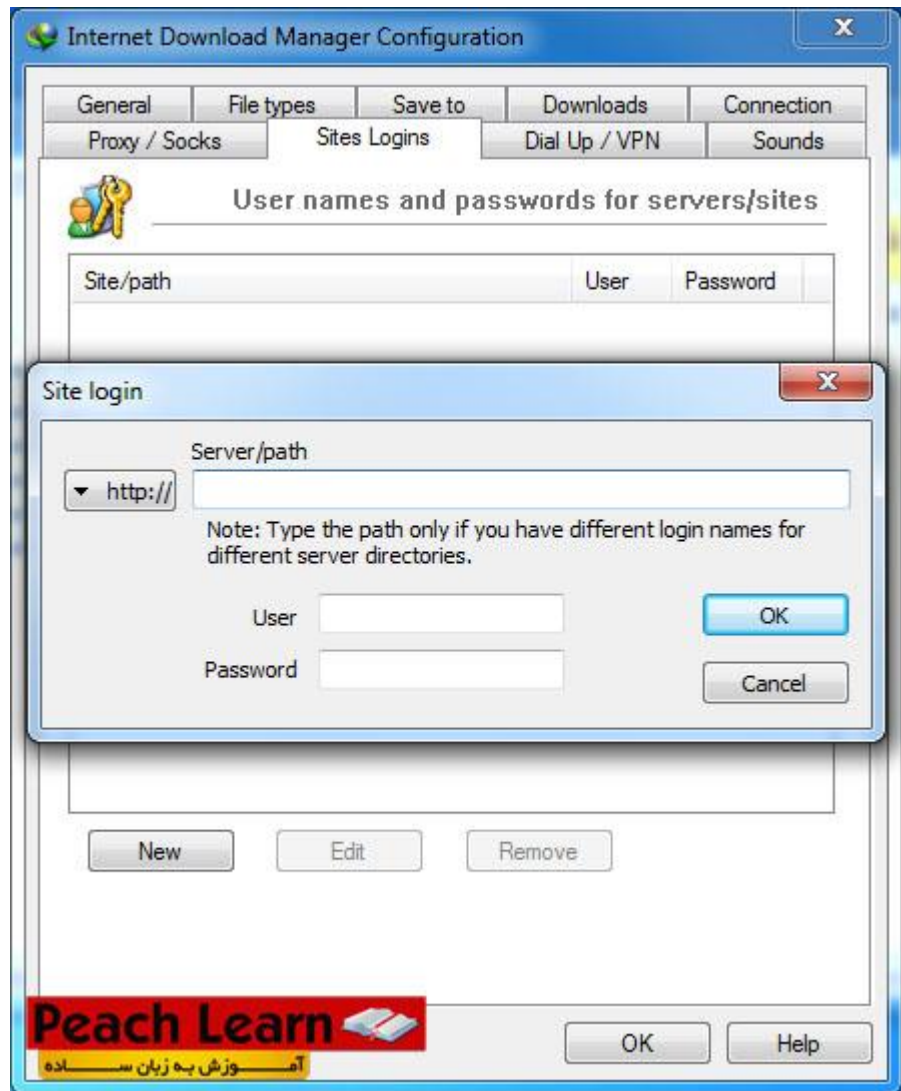 Internet Download Manager Configuration
X
General File types Save to Downloads Connection
Proxy / Socks Sites Logins Dial Up / VPN Sounds
User names and passwords for servers/sites
Site/path User Password
Site login
X
Server/path
http://
Note: Type the path only if you have different login names for
different server directories.
User
OK
Password
Cancel
New Edit Remove
Peach Learn
آمـــوزش به زبان ســـاده
OK Help